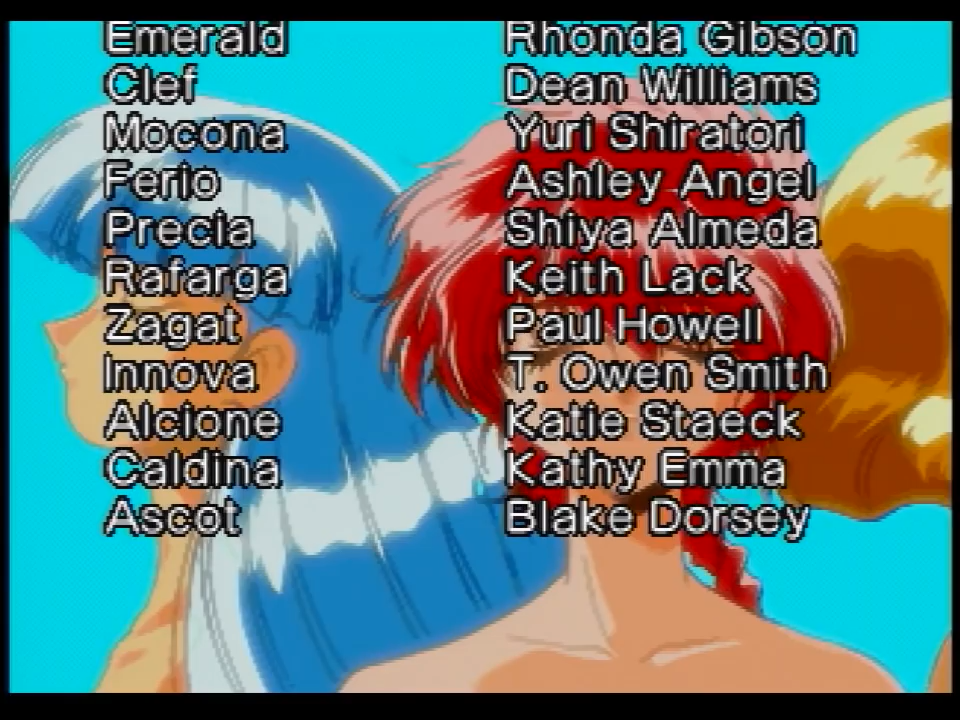 Emerald Rhonda Gibson
Clef Dean Williams
Mocona Yuri Shiratori
Ferio Ashley Angel
Precia Shiya Almeda
Rafarga Keith Lack
Zagat Paul Howell
Innova T. Owen Smith
Alcione Katie Staeck
Caldina Kathy Emma
Ascot Blake Dorsey